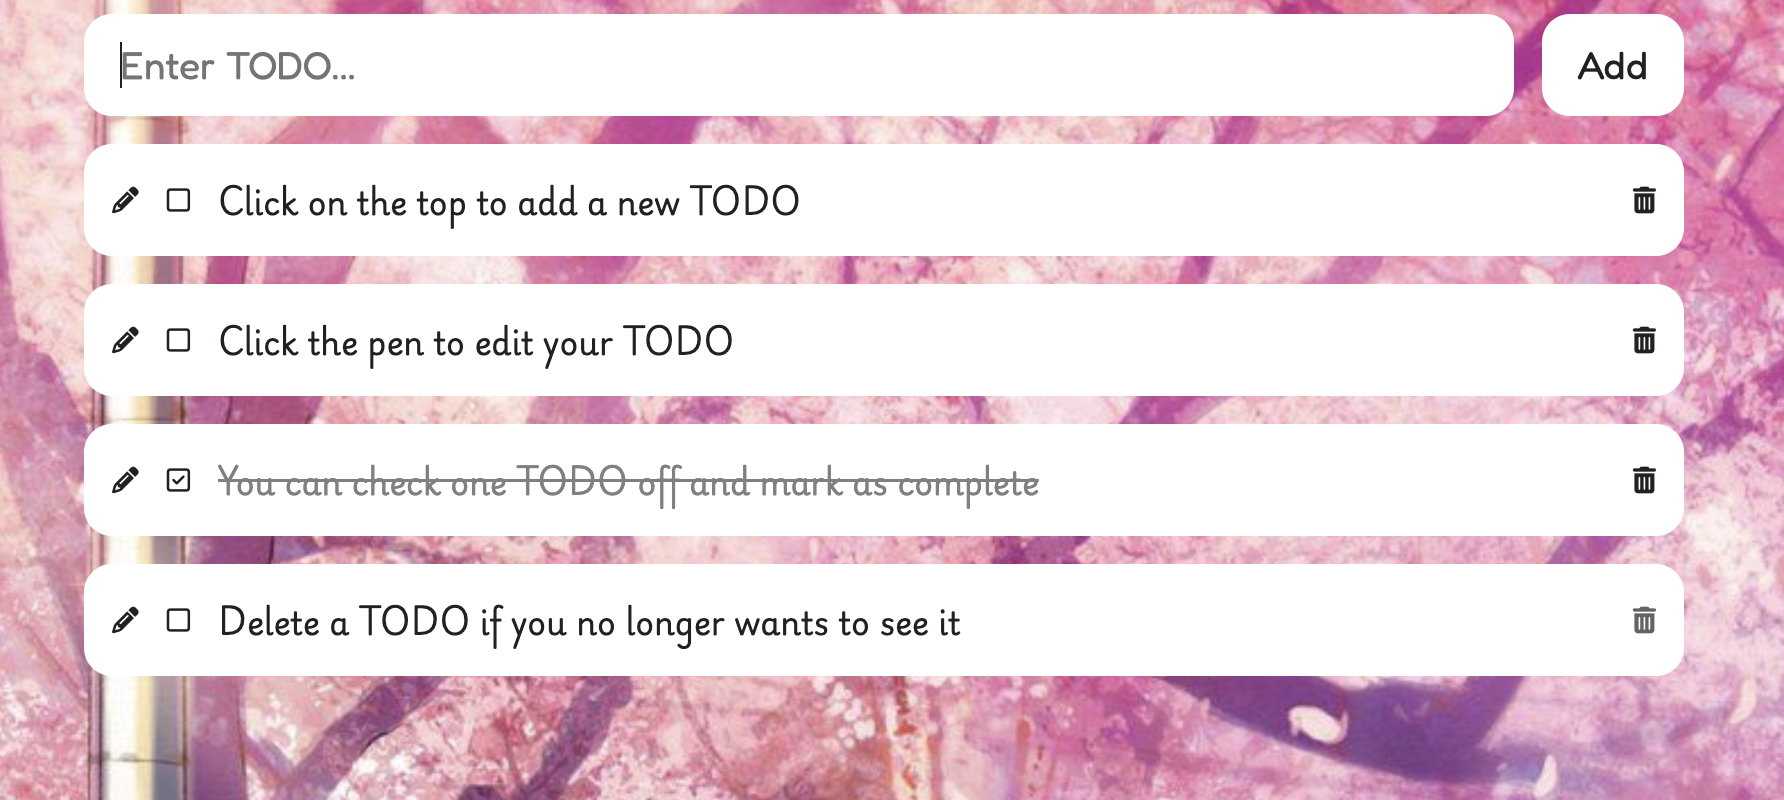 Enter TODO...
Add
Click on the top to add a new TODO
Click the pen to edit your TODO
You can check one TODO off and mark as complete
Delete a TODO if you no longer wants to see it